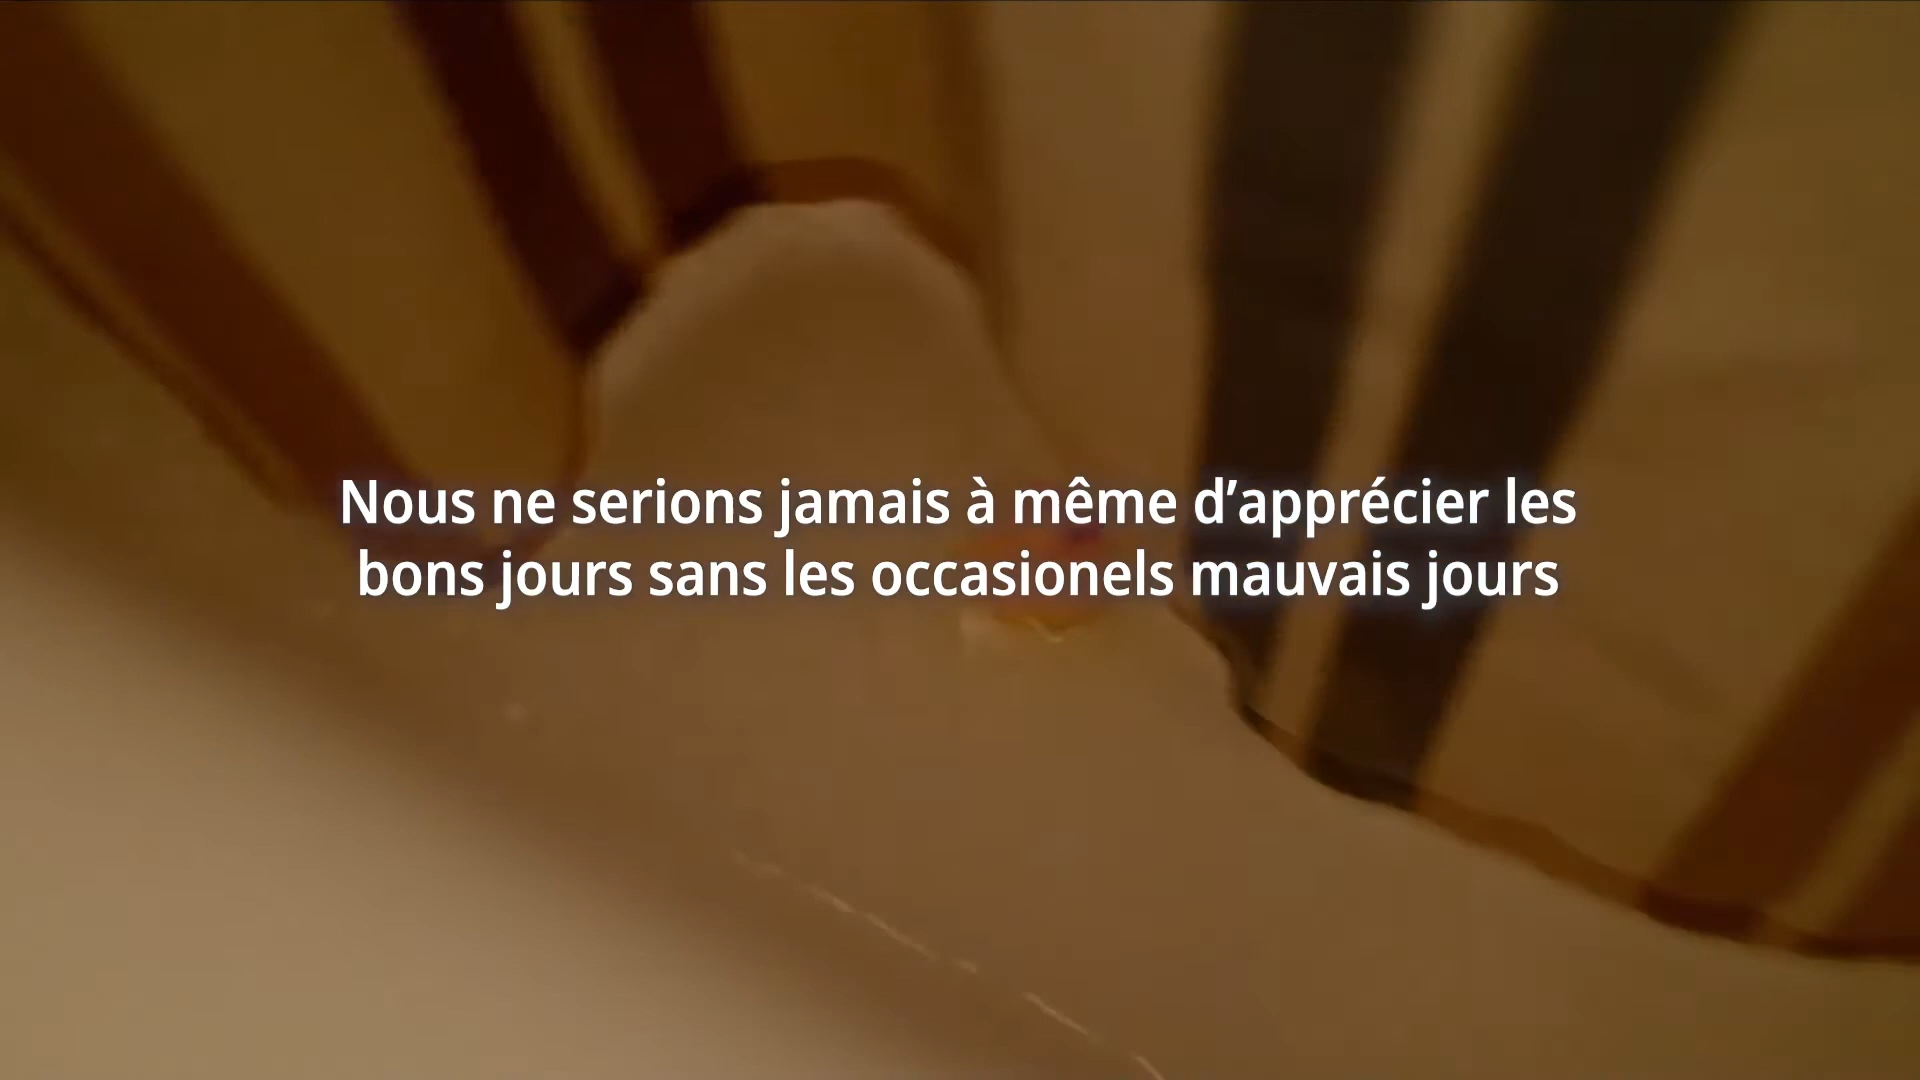 Nous ne serions jamais à même d’apprécier les
bons jours sans les occasionels mauvais jours